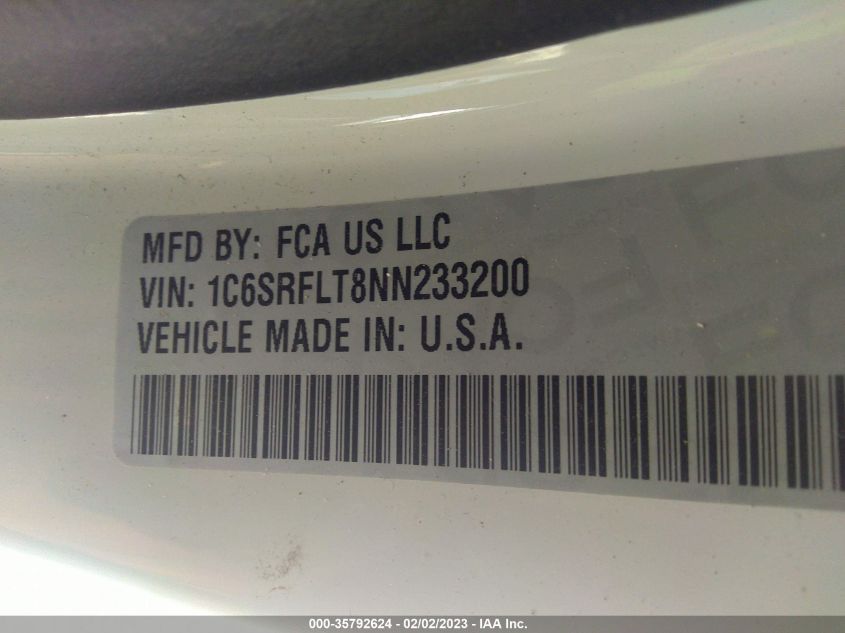 MFD BY: FCA US LLC
VIN: 1C6SRFLT8NN233200
VEHICLE MADE IN: U.S.A.
000-35792624 - 02/02/2023 - IAA Inc.